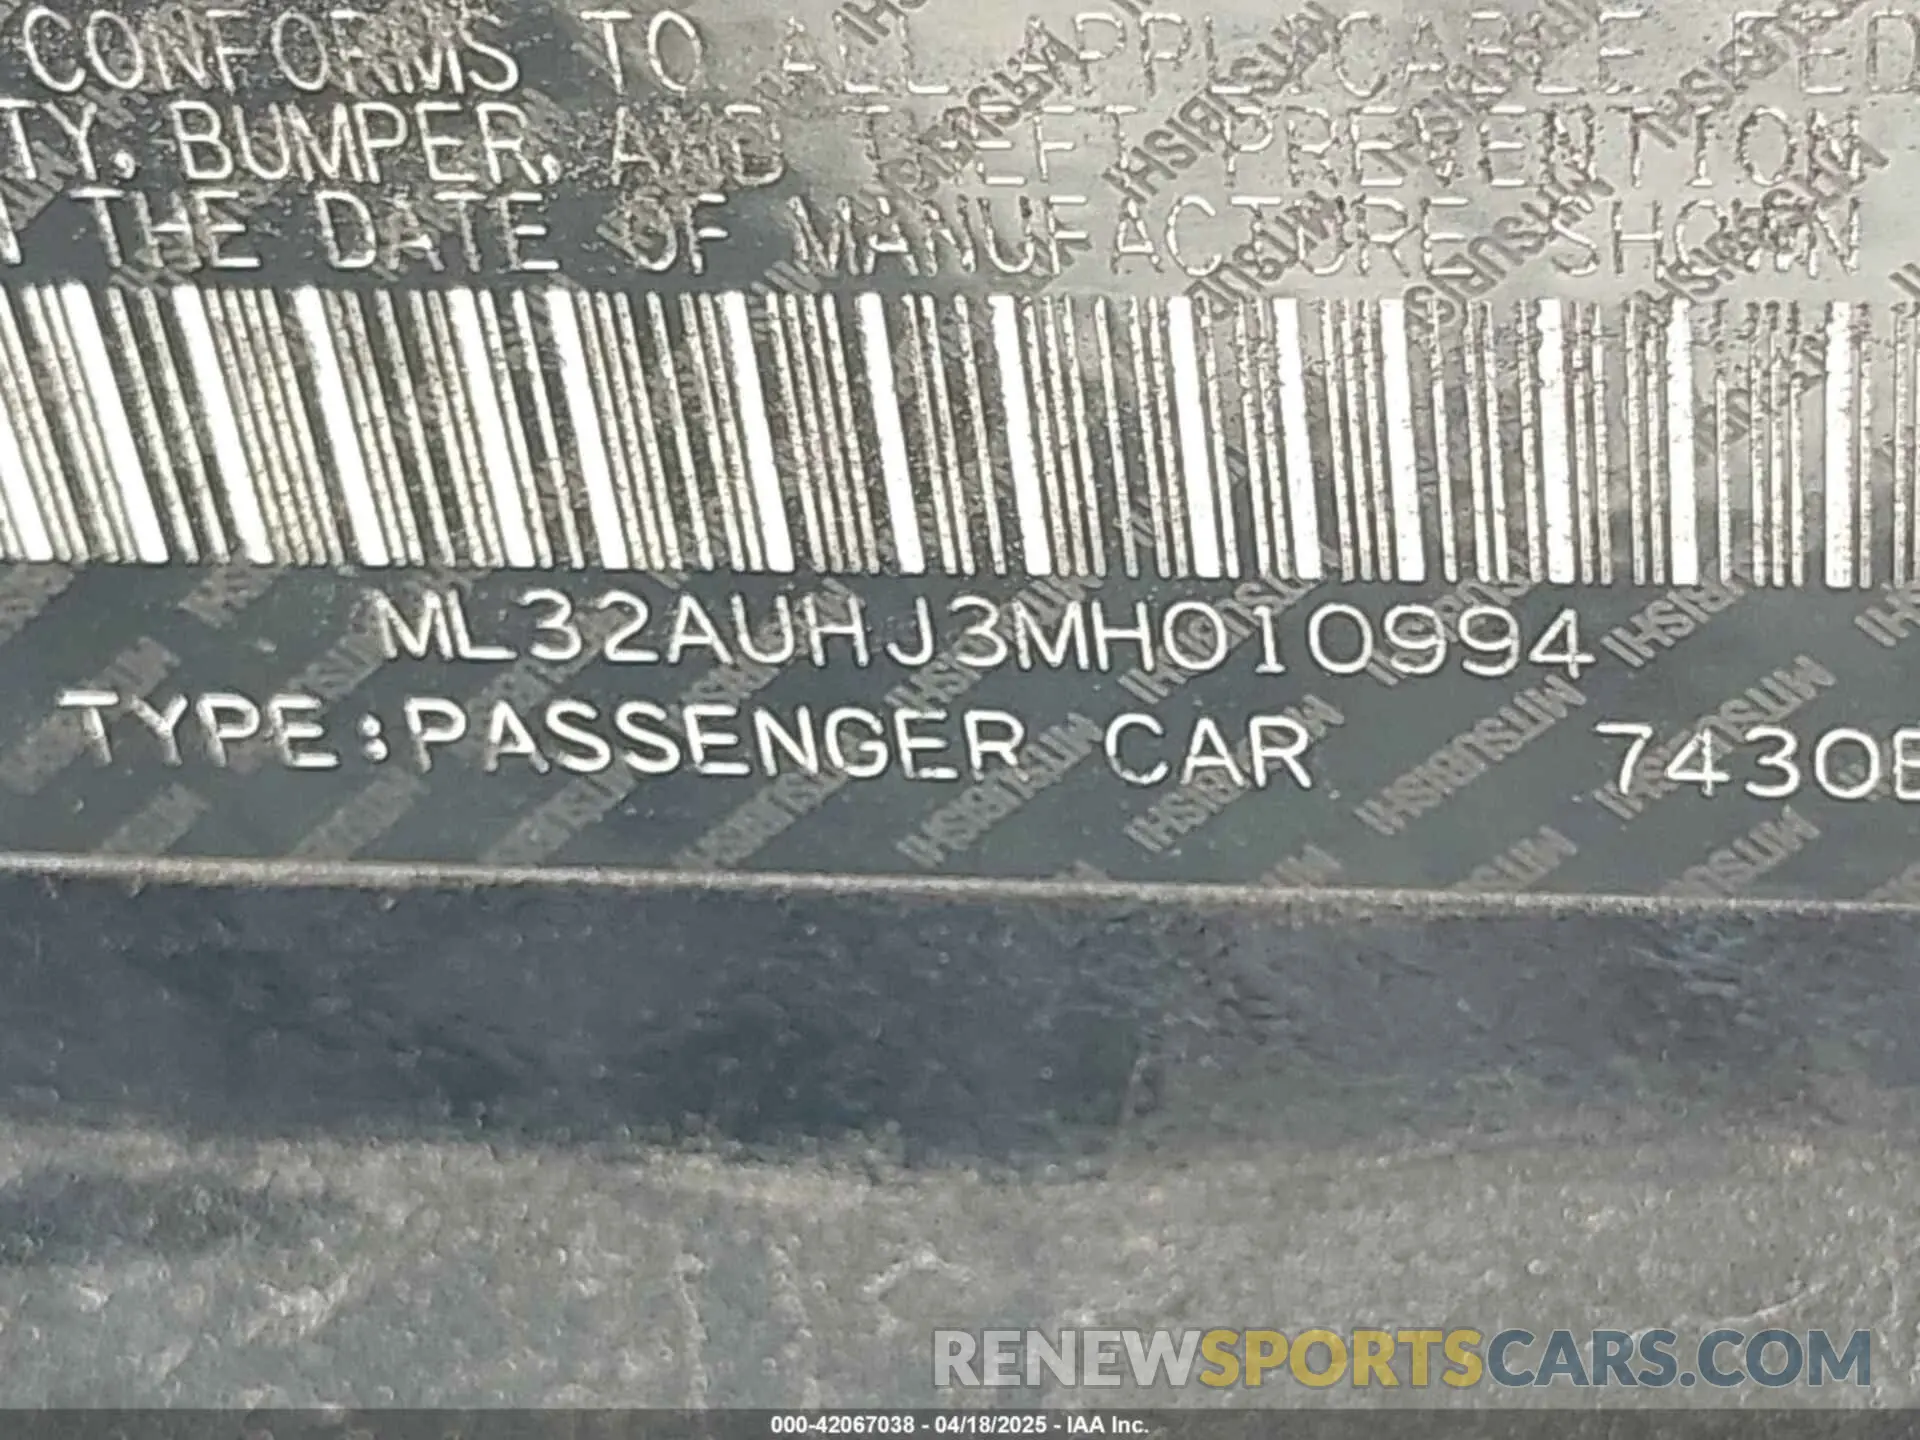 CONFORMS TO ALL APPLICABLE FED
TY, BUMPER, AND THEFT PREVENTION
N THE DATE OF MANUFACTURE SHOWN
ML32AUHJ3MH010994
TYPE:PASSENGER CAR 7430E
RENEWSPORTSCARS.COM
000-42067038 - 04/18/2025 - IAA Inc.